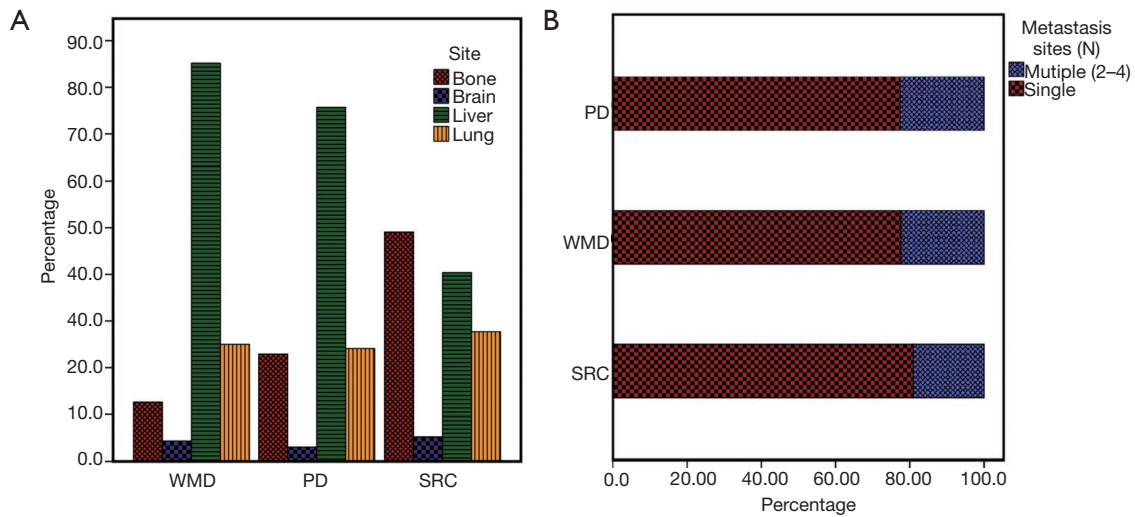 A
90.0
80.0
70.0
60.0
50.0
40.0
40.0
20.0
10.0
0.0
Percentage
WMD
PD
SRC
Site
Bone
Brain
Liver
Lung
B
PD
WMD
SRC
0.0
20.00
40.00
60.00
80.00
100.0
Percentage
Metastasis
sites (N)
Mutiple (2–4)
Single